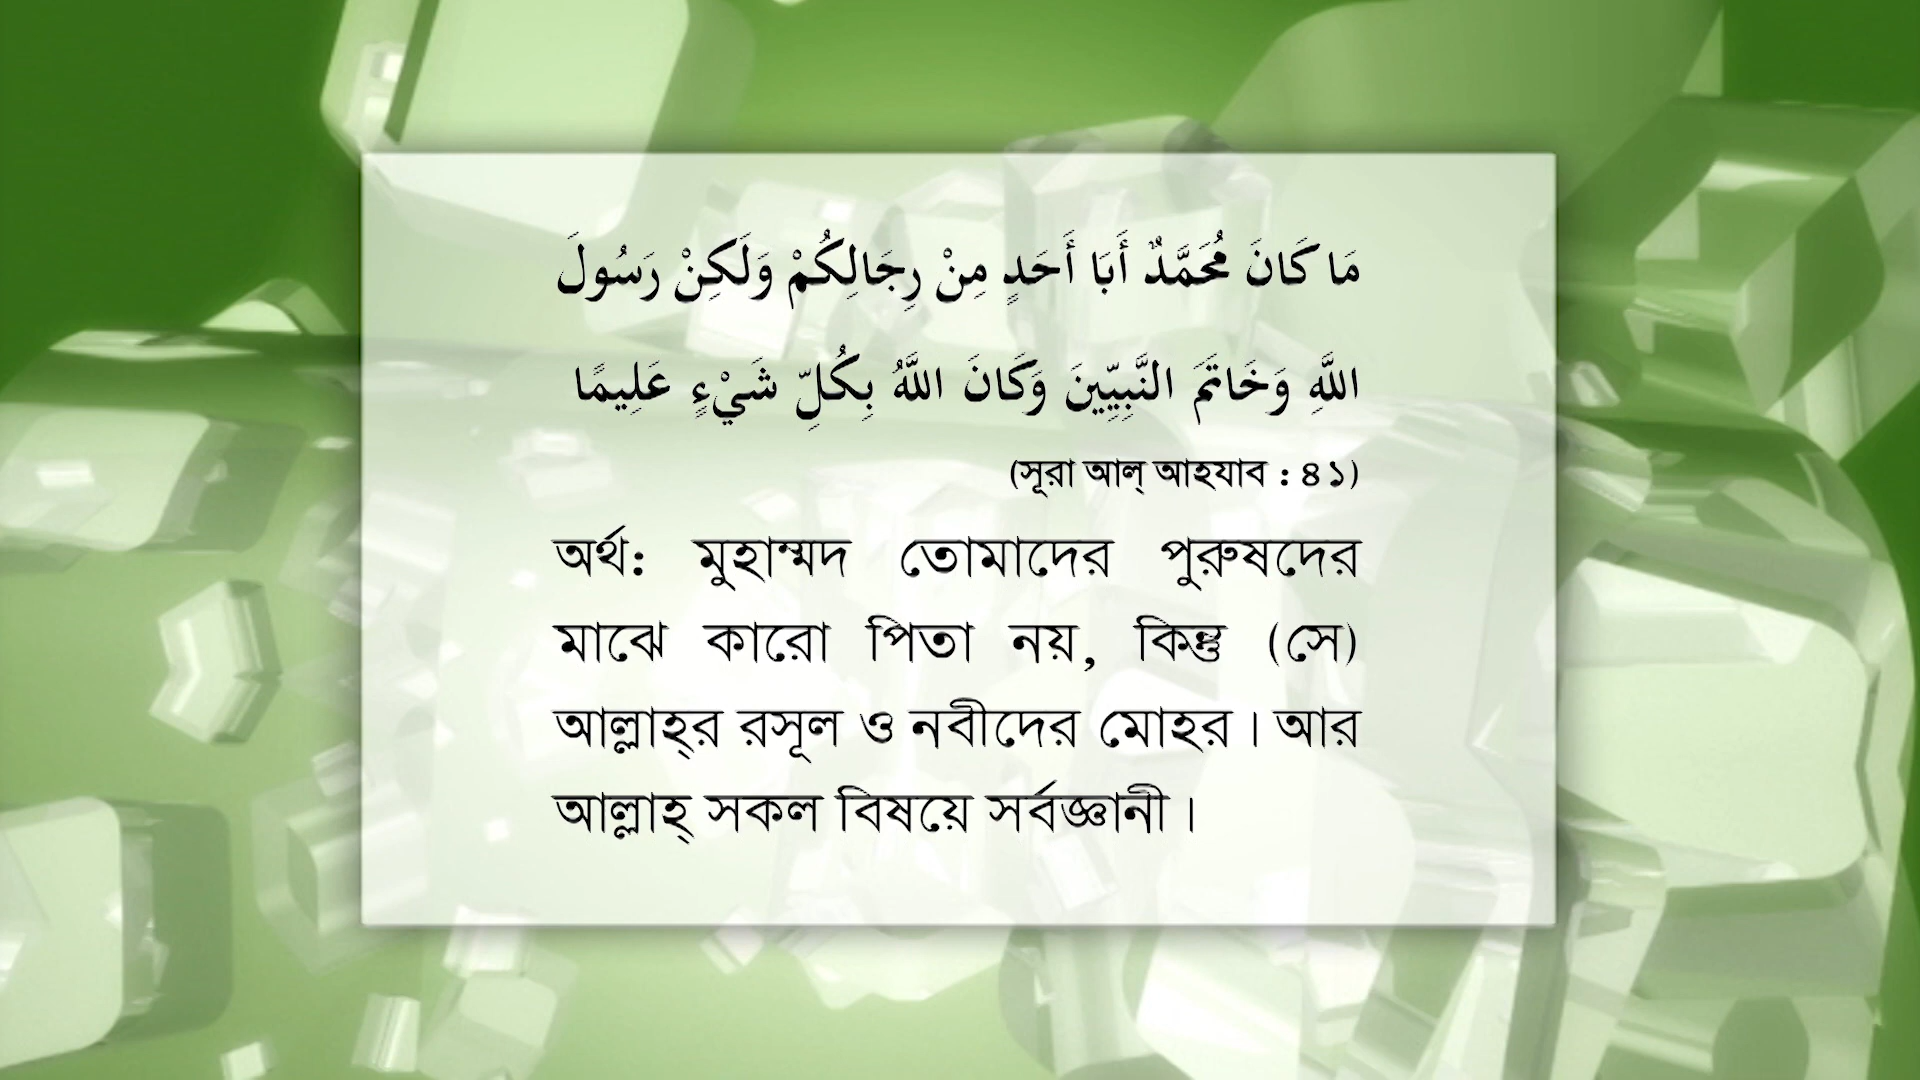 مَا كَانَ مُحَمَّدٌ أَبَا أَحَدٍ مِنْ رِجَالِكُمْ وَلَكِنْ رَسُولَ
اللَّهِ وَخَاتَمَ النَّبِيِّينَ وَكَانَ اللَّهُ بِكُلِّ شَيْءٍ عَلِيمًا
(সূরা আল্ আহযাব : ৪১)
অর্থ: মুহাম্মদ তোমাদের পুরুষদের
মাঝে কারো পিতা নয়, কিন্তু (সে)
আল্লাহ্‌র রসূল ও নবীদের মোহর। আর
আল্লাহ্ সকল বিষয়ে সর্বজ্ঞানী।